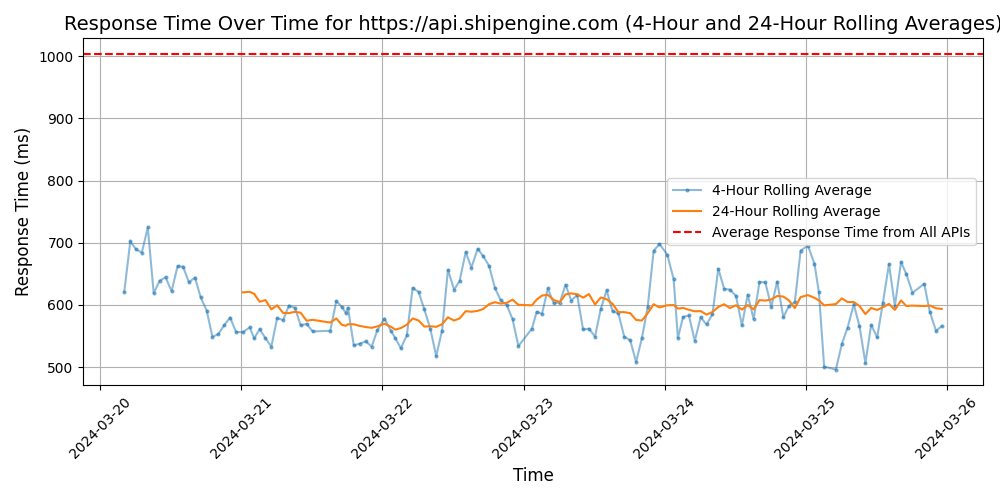 Response Time Over Time for https://api.shipengine.com (4-Hour and 24-Hour Rolling Averages)
Response Time (ms)
1000
900
800
700
600
500
4-Hour Rolling Average
24-Hour Rolling Average
Average Response Time from All APIs
2024-03-20
2024-03-21
2024-03-22
2024-03-23
2024-03-24
2024-03-25
2024-03-26
Time